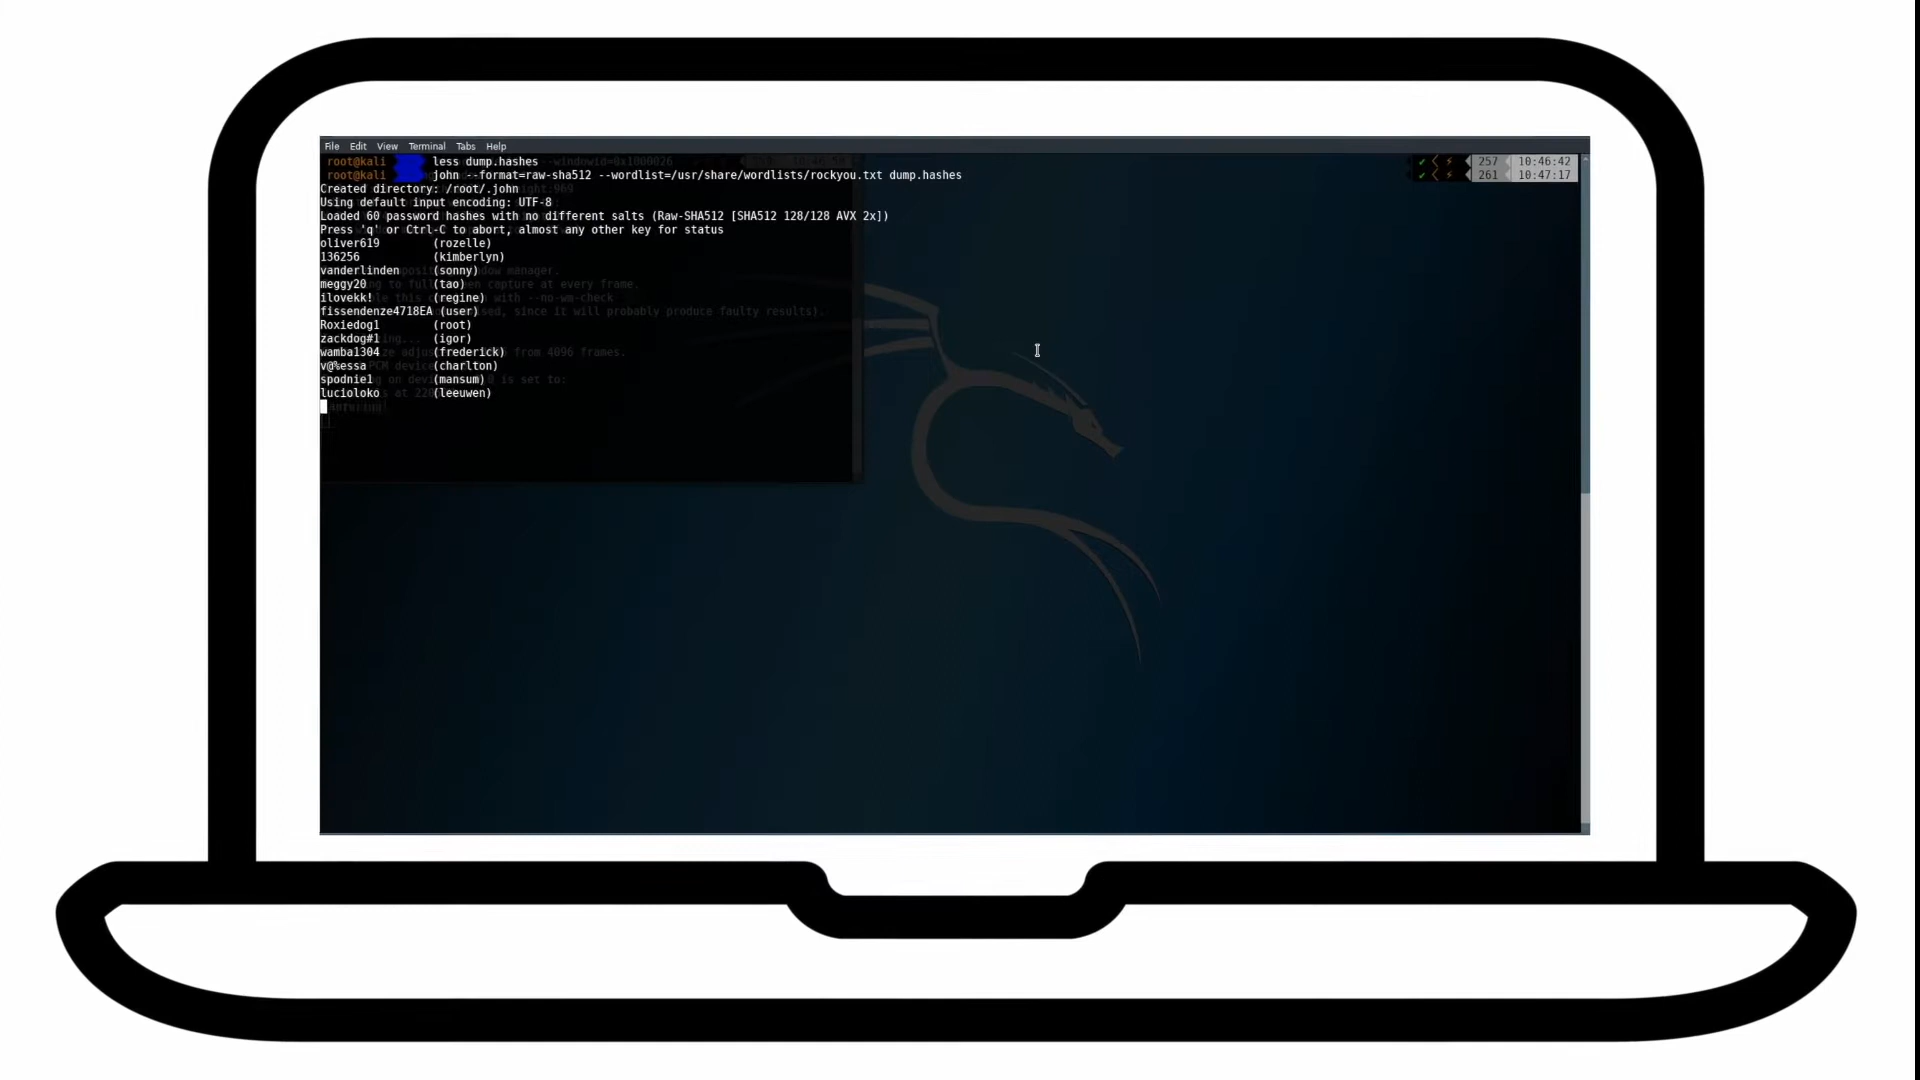 File Edit View Terminal Tabs Help
root@kali less dump.hashes --windowid=0x1000026 257 10:46:42
root@kali john --format=raw-sha512 --wordlist=/usr/share/wordlists/rockyou.txt dump.hashes 261 10:47:17
Created directory: /root/.john
Using default input encoding: UTF-8
Loaded 60 password hashes with no different salts (Raw-SHA512 [SHA512 128/128 AVX 2x])
Press 'q' or Ctrl-C to abort, almost any other key for status
oliver619 (rozelle)
136256 (kimberlyn)
vanderlinden (sonny)
meggy20 (tao)
ilovekk! (regine)
fissendenze4718EA (user)
Roxiedog1 (root)
zackdog#1 (igor)
wamba1304 (frederick)
v@%essa (charlton)
spodnie1 (mansum)
lucioloko (leeuwen)